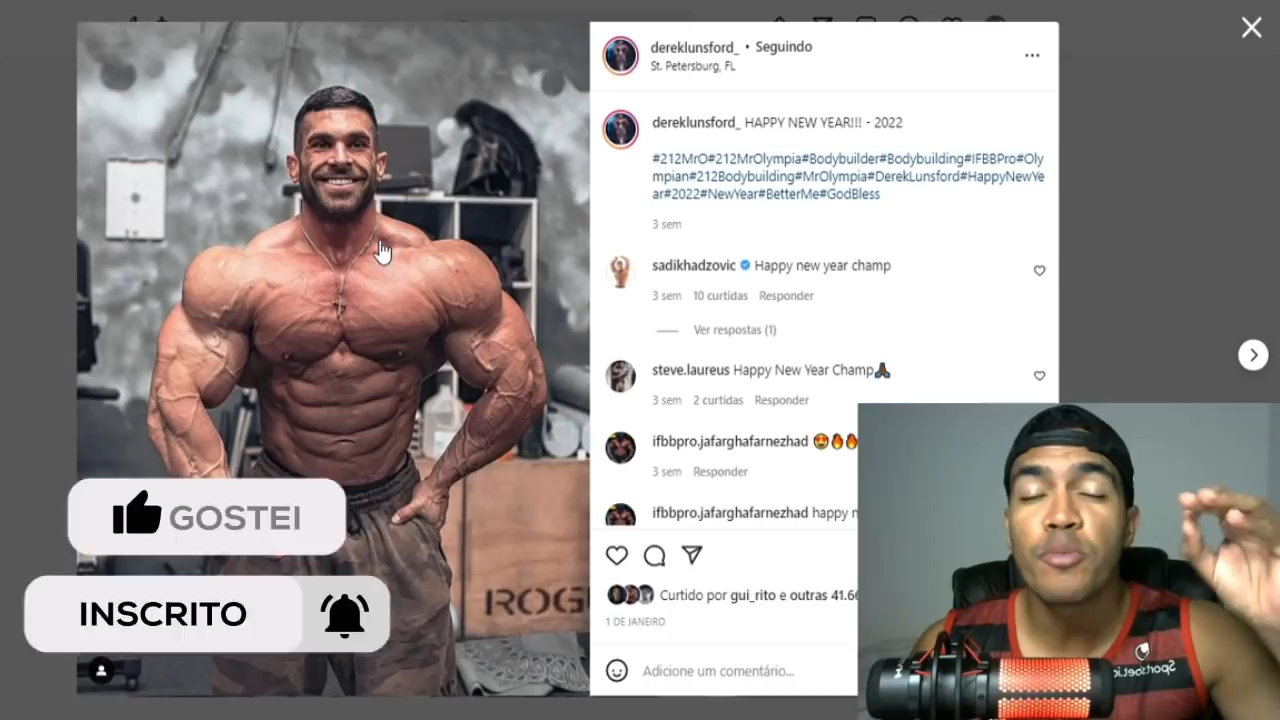 dereklunsford_ • Seguindo
St. Petersburg, FL
dereklunsford_ HAPPY NEW YEAR!!! - 2022
#212MrO#212MrOlympia#Bodybuilder#Bodybuilding#IFBBPro#Oly
mpian#212Bodybuilding#MrOlympia#DerekLunsford#HappyNewYe
ar#2022#NewYear#BetterMe#GodBless
3 sem
sadikhadzovic Happy new year champ
3 sem 10 curtidas Responder
Ver respostas (1)
steve.laureus Happy New Year Champ🙏🏾
3 sem 2 curtidas Responder
ifbbpro.jafarghafarnezhad 😍🔥🔥
3 sem Responder
ifbbpro.jafarghafarnezhad happy
Curtido por gui_rito e outras 41.6
1 DE JANEIRO
Adicione um comentário...
GOSTEI
INSCRITO
ROG